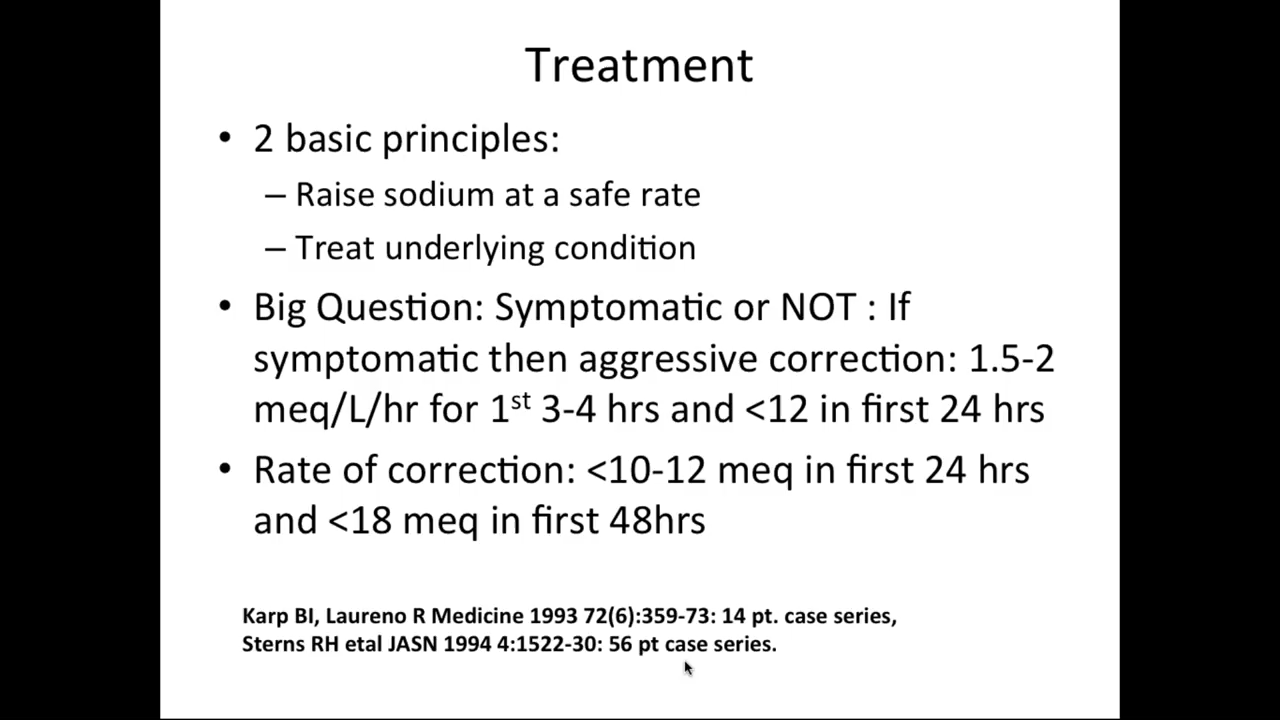 Treatment
• 2 basic principles:
– Raise sodium at a safe rate
– Treat underlying condition
• Big Question: Symptomatic or NOT : If
symptomatic then aggressive correction: 1.5-2
meq/L/hr for 1st 3-4 hrs and <12 in first 24 hrs
• Rate of correction: <10-12 meq in first 24 hrs
and <18 meq in first 48hrs
Karp BI, Laureno R Medicine 1993 72(6):359-73: 14 pt. case series,
Sterns RH etal JASN 1994 4:1522-30: 56 pt case series.